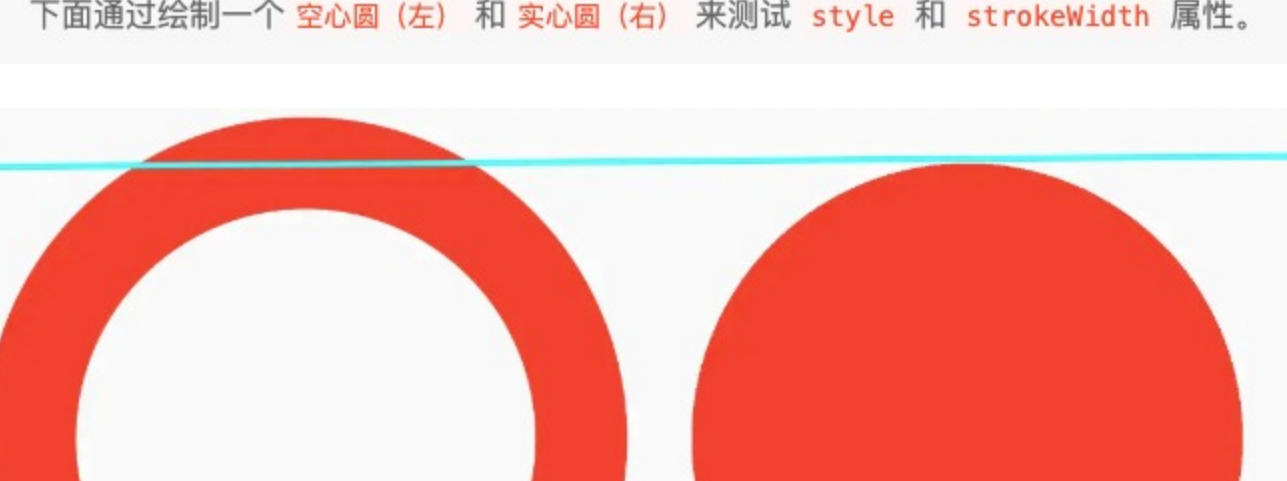 下面通过绘制一个 空心圆（左） 和 实心圆（右） 来测试 style 和 strokeWidth 属性。